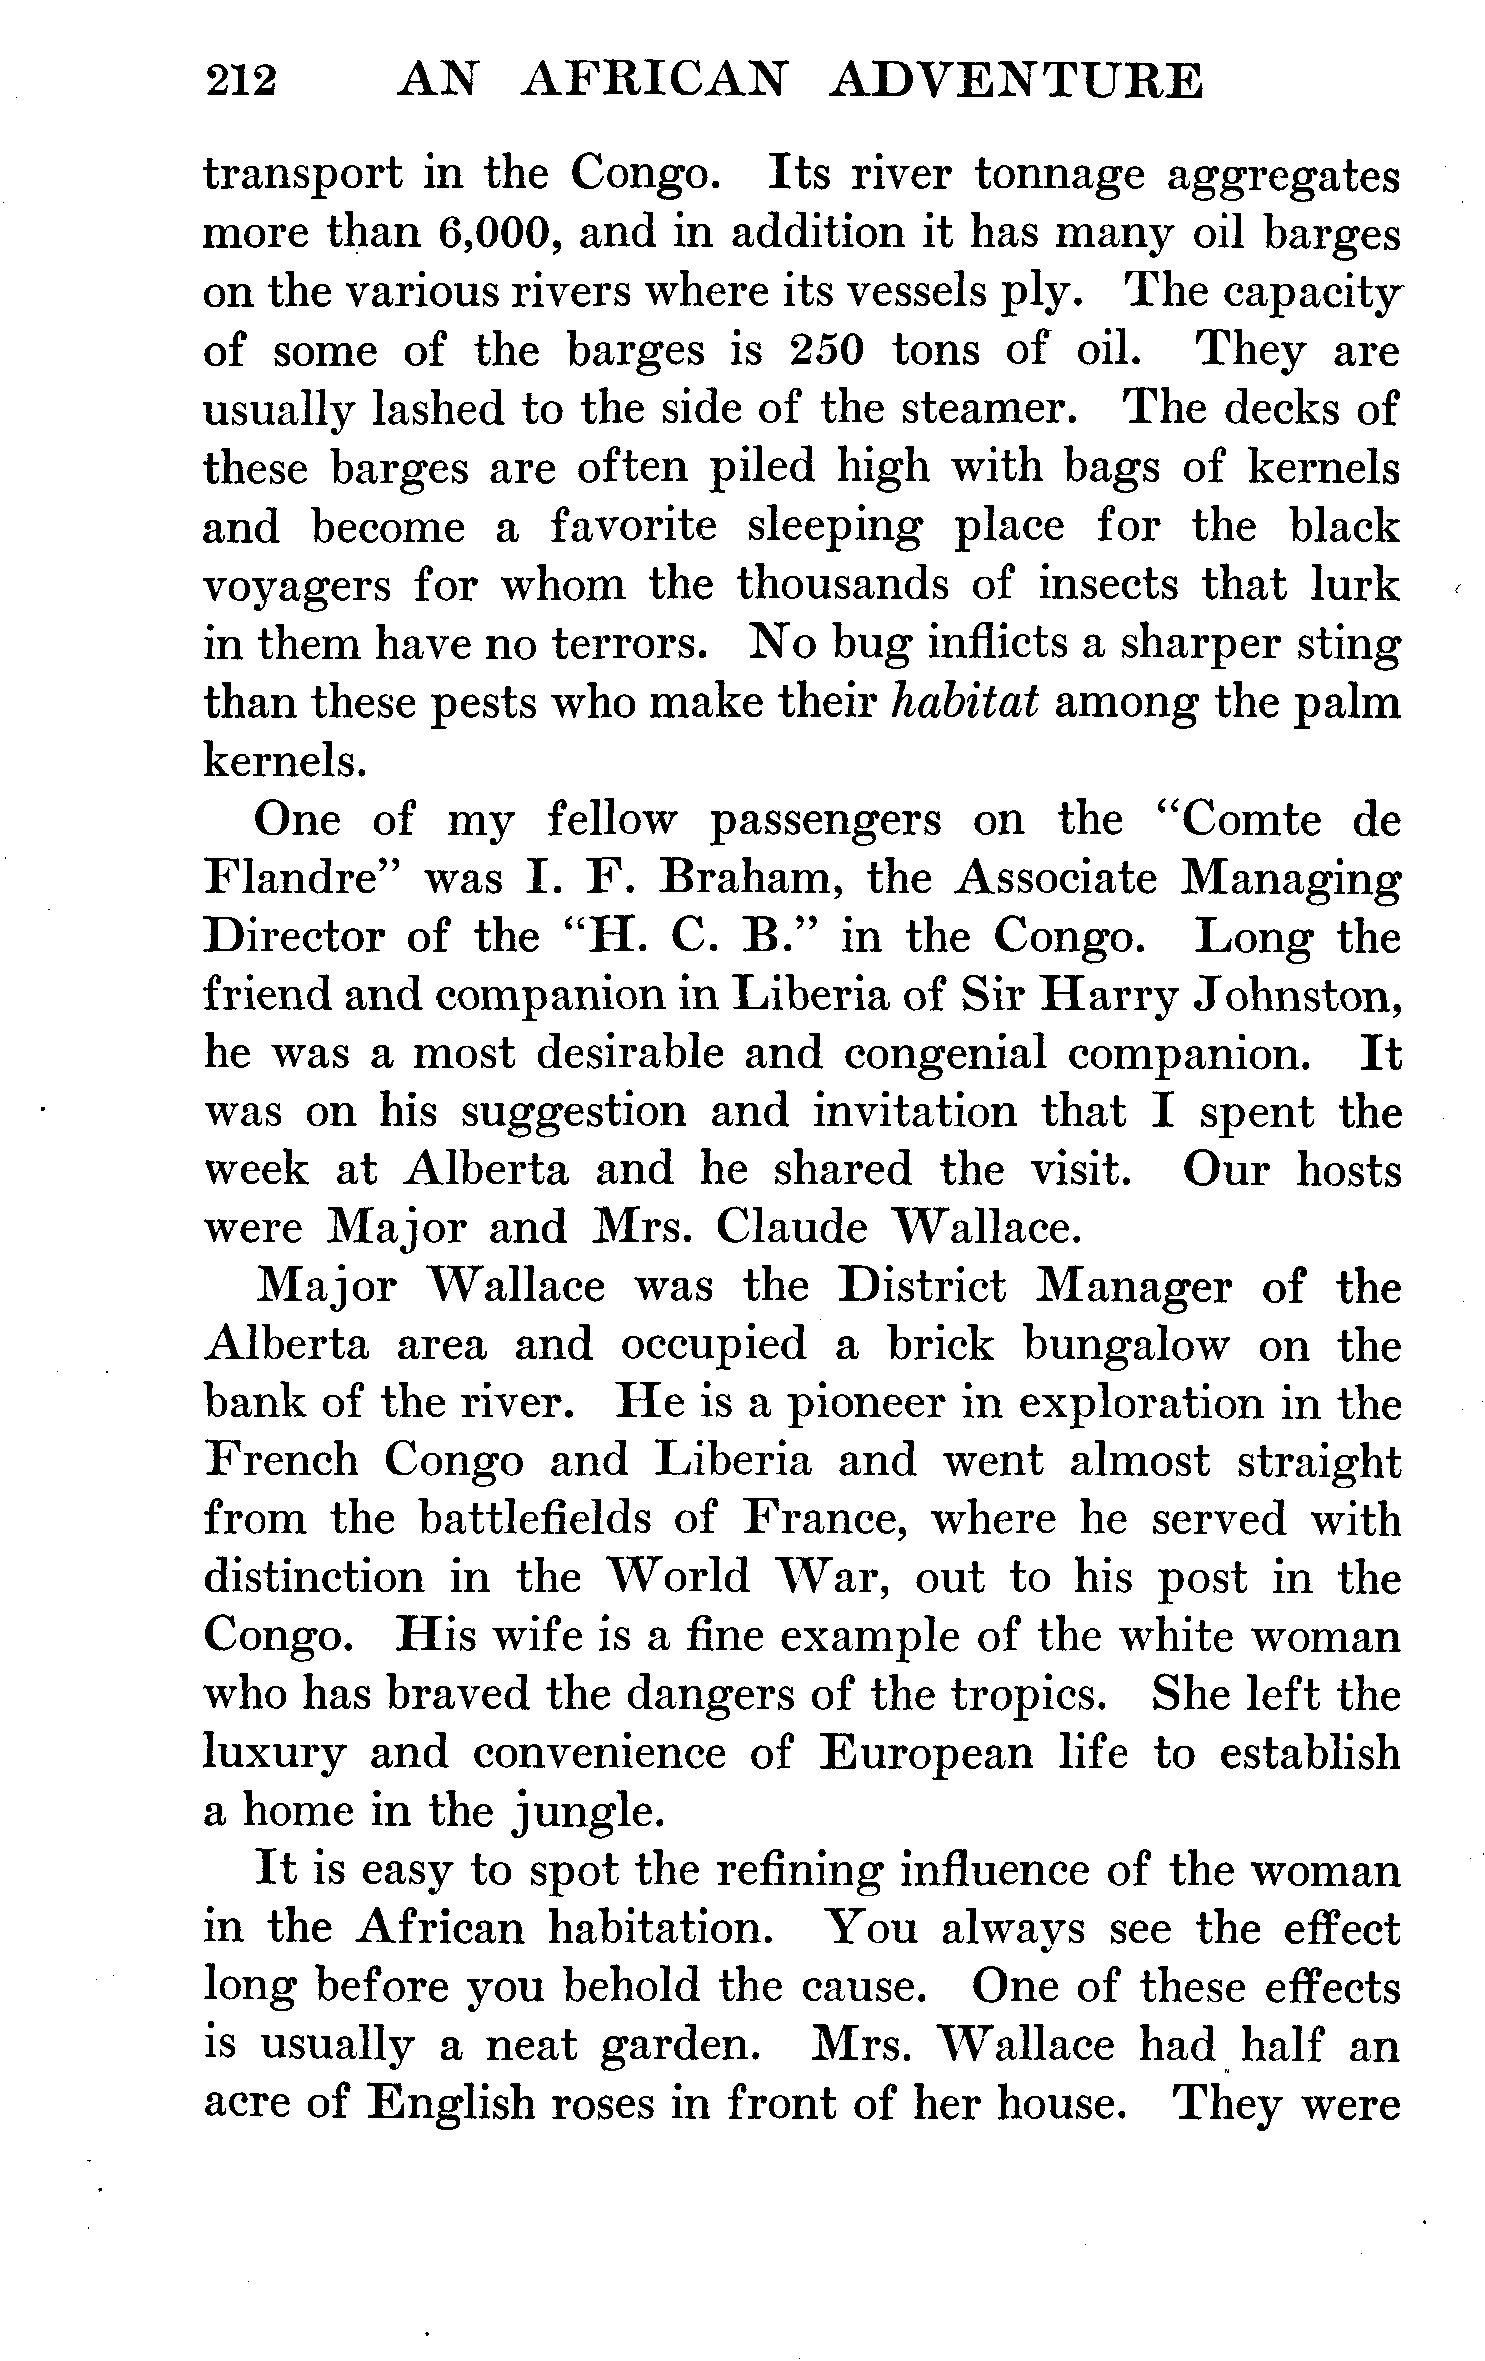 212 AN AFRICAN ADVENTURE
transport in the Congo. Its river tonnage aggregates
more than 6,000, and in addition it has many oil barges
on the various rivers where its vessels ply. The capacity
of some of the barges is 250 tons of oil. They are
usually lashed to the side of the steamer. The decks of
these barges are often piled high with bags of kernels
and become a favorite sleeping place for the black
voyagers for whom the thousands of insects that lurk
in them have no terrors. No bug inflicts a sharper sting
than these pests who make their habitat among the palm
kernels.
One of my fellow passengers on the “Comte de
Flandre” was I. F. Braham, the Associate Managing
Director of the “H. C. B.” in the Congo. Long the
friend and companion in Liberia of Sir Harry Johnston,
he was a most desirable and congenial companion. It
was on his suggestion and invitation that I spent the
week at Alberta and he shared the visit. Our hosts
were Major and Mrs. Claude Wallace.
Major Wallace was the District Manager of the
Alberta area and occupied a brick bungalow on the
bank of the river. He is a pioneer in exploration in the
French Congo and Liberia and went almost straight
from the battlefields of France, where he served with
distinction in the World War, out to his post in the
Congo. His wife is a fine example of the white woman
who has braved the dangers of the tropics. She left the
luxury and convenience of European life to establish
a home in the jungle.
It is easy to spot the refining influence of the woman
in the African habitation. You always see the effect
long before you behold the cause. One of these effects
is usually a neat garden. Mrs. Wallace had half an
acre of English roses in front of her house. They were